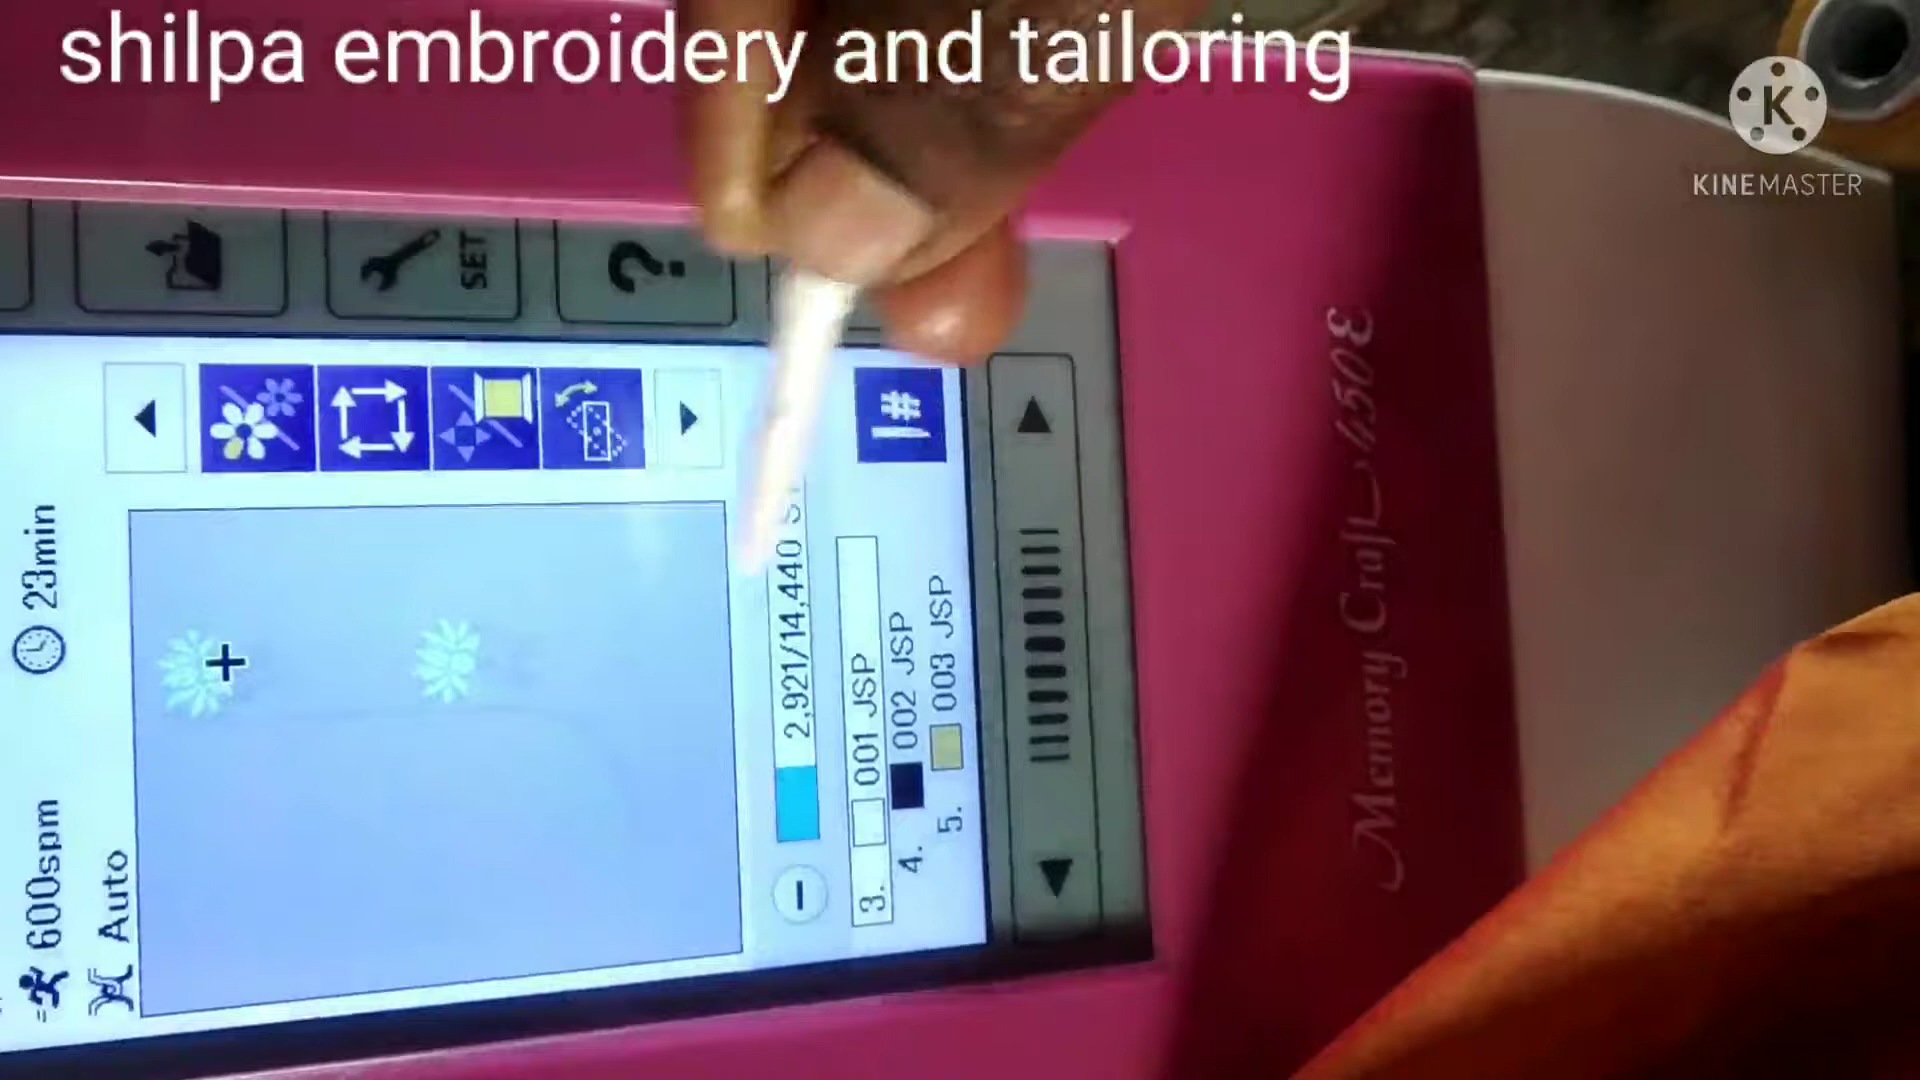 shilpa embroidery and tailoring
K
KINEMASTER
SET
?
600spm
23min
Auto
2,921/14,440
3. 001 JSP
4. 002 JSP
5. 003 JSP
Memory Craft 450E